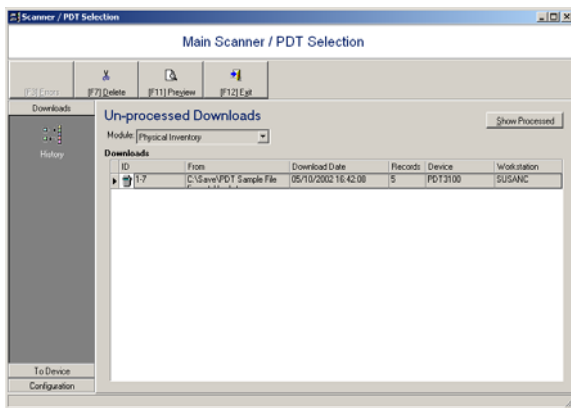 Scanner / PDT Selection
Main Scanner / PDT Selection
[F3] Errors [F7] Delete [F11] Preview [F12] Exit
Downloads
History
Un-processed Downloads
Show Processed
Module: Physical Inventory
Downloads
ID From Download Date Records Device Workstation
1-7 C:\Save\PDT Sample File 05/10/2002 16:42:08 5 PDT3100 SUSANC
To Device
Configuration